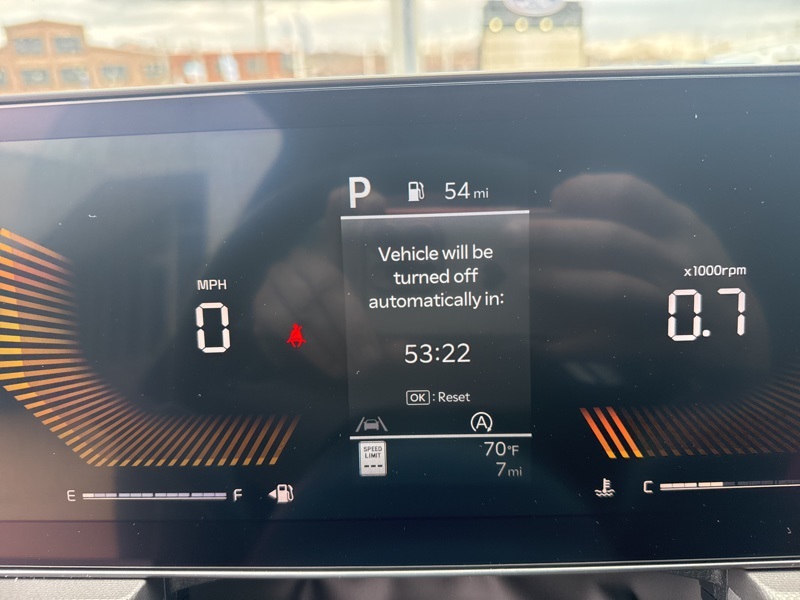 P 54 mi
Vehicle will be
turned off
automatically in:
53:22
OK : Reset
MPH
0
x1000rpm
0.7
A
SPEED
LIMIT
---
70°F
7 mi
E F
C